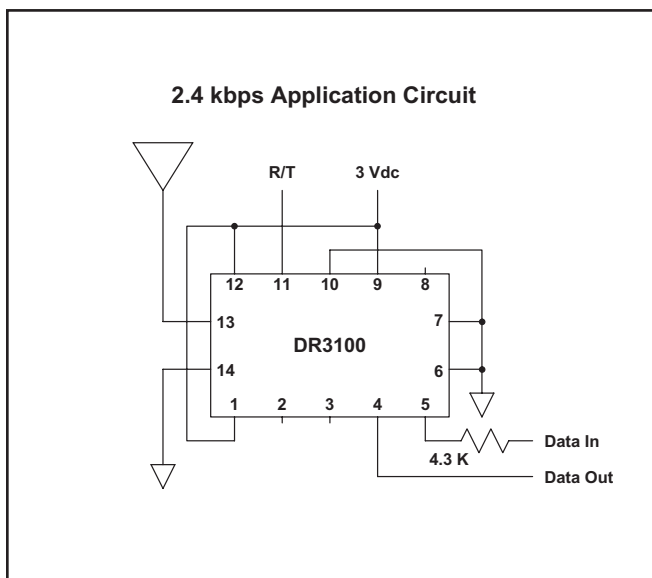 2.4 kbps Application Circuit
R/T 3 Vdc
12 11 10 9 8
13 7
DR3100
14 6
1 2 3 4 5
Data In
4.3 K
Data Out